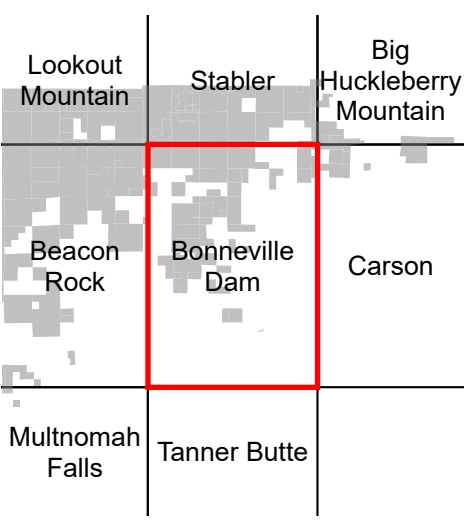 Lookout
Mountain
Stabler
Big
Huckleberry
Mountain
Beacon
Rock
Bonneville
Dam
Carson
Multnomah
Falls
Tanner Butte